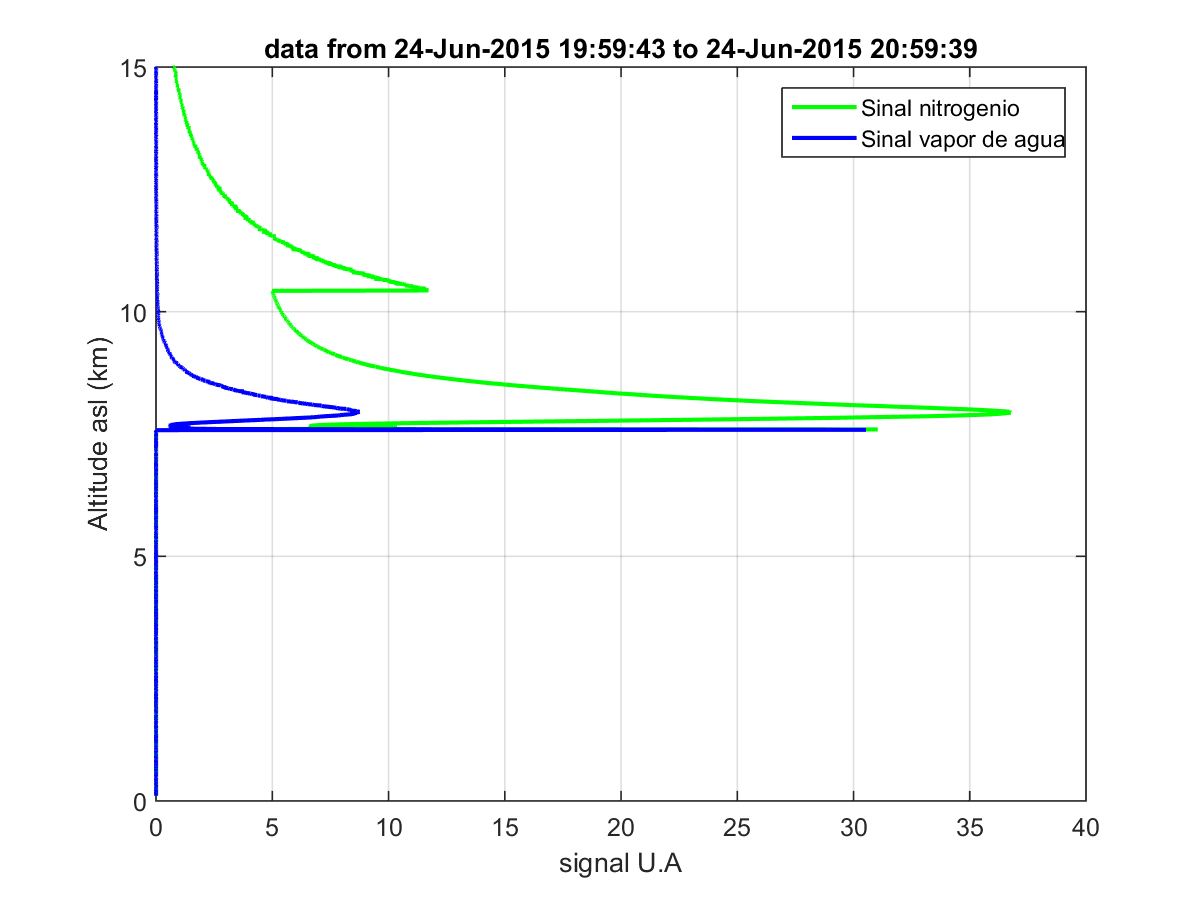 data from 24-Jun-2015 19:59:43 to 24-Jun-2015 20:59:39
15
Sinal nitrogenio
Sinal vapor de agua
10
Altitude asl (km)
5
0
0 5 10 15 20 25 30 35 40
signal U.A